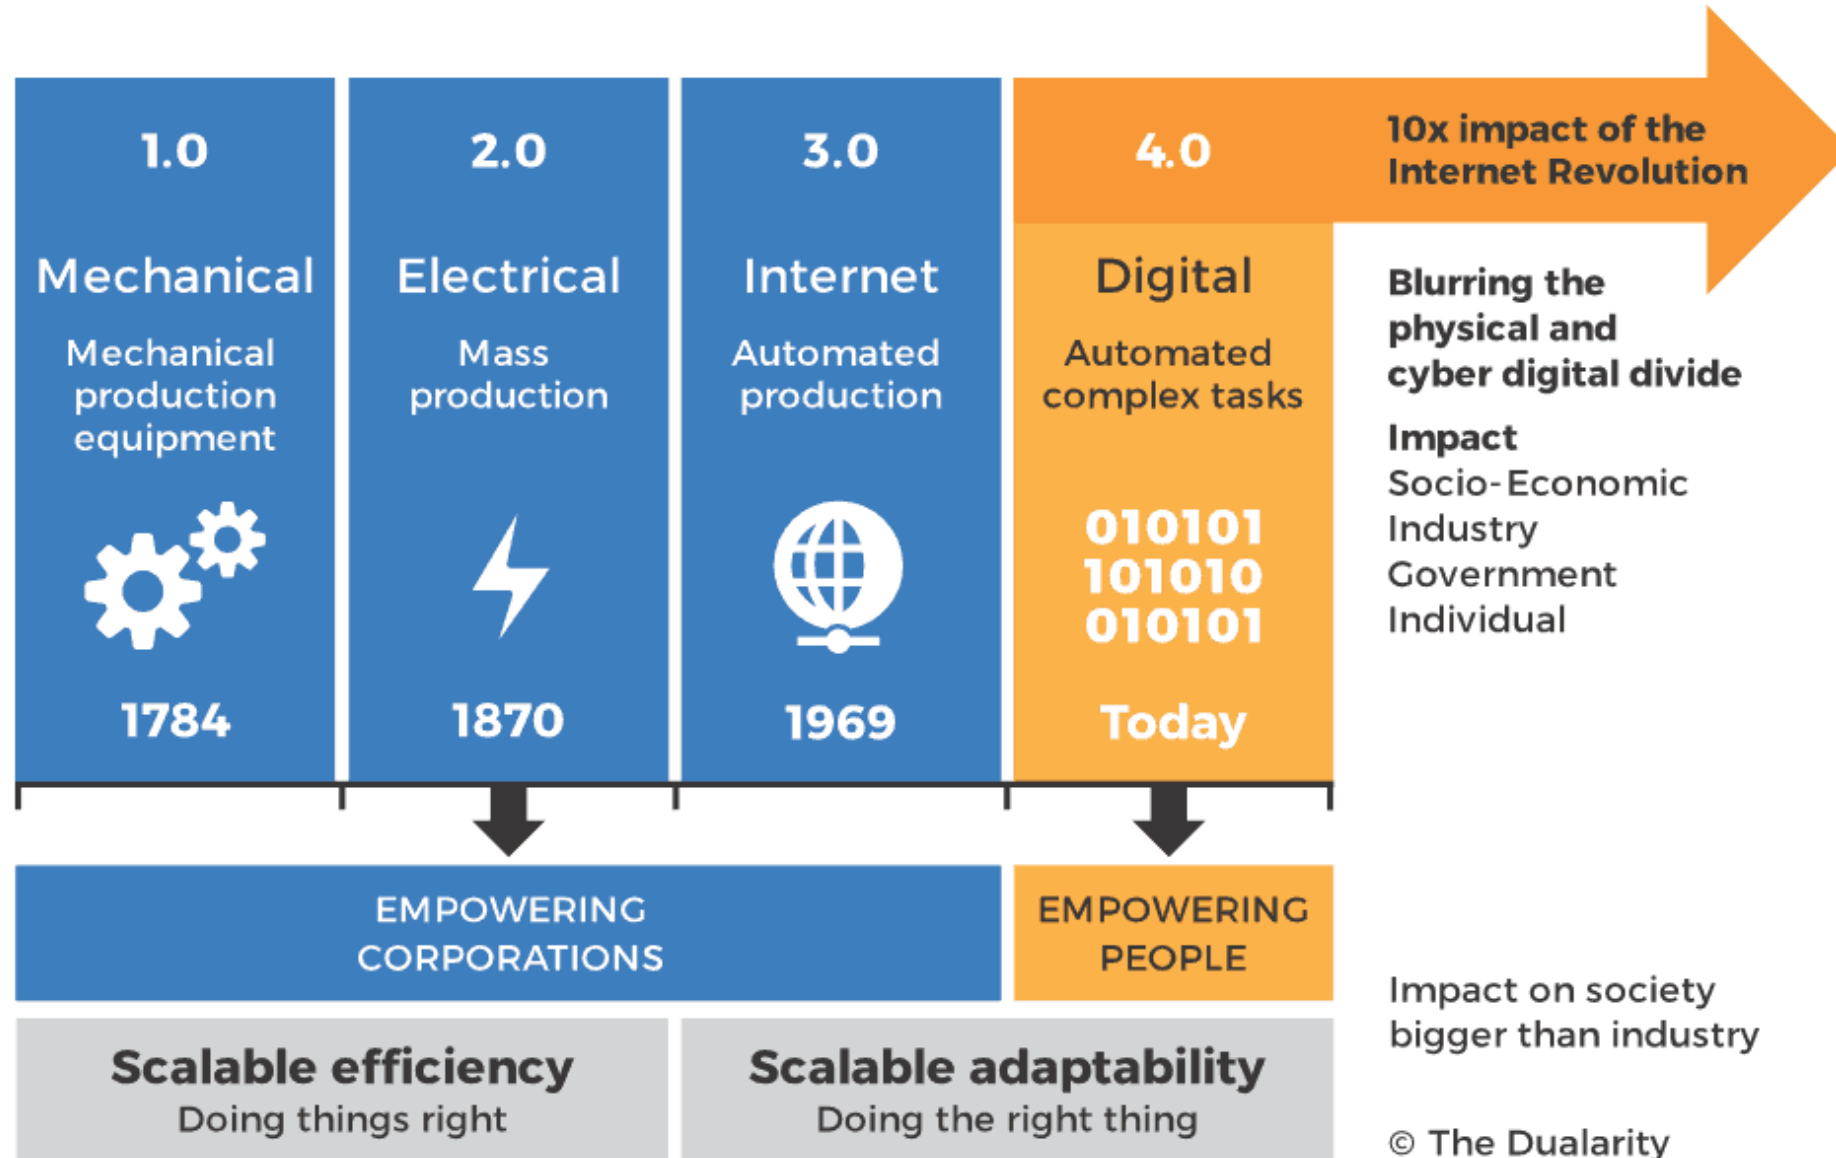 1.0
Mechanical
Mechanical
production
equipment
1784
2.0
Electrical
Mass
production
1870
3.0
Internet
Automated
production
1969
4.0
Digital
Automated
complex tasks
010101
101010
010101
Today
10x impact of the
Internet Revolution
Blurring the
physical and
cyber digital divide
Impact
Socio-Economic
Industry
Government
Individual
EMPOWERING
CORPORATIONS
EMPOWERING
PEOPLE
Scalable efficiency
Doing things right
Scalable adaptability
Doing the right thing
Impact on society
bigger than industry
© The Dualarity